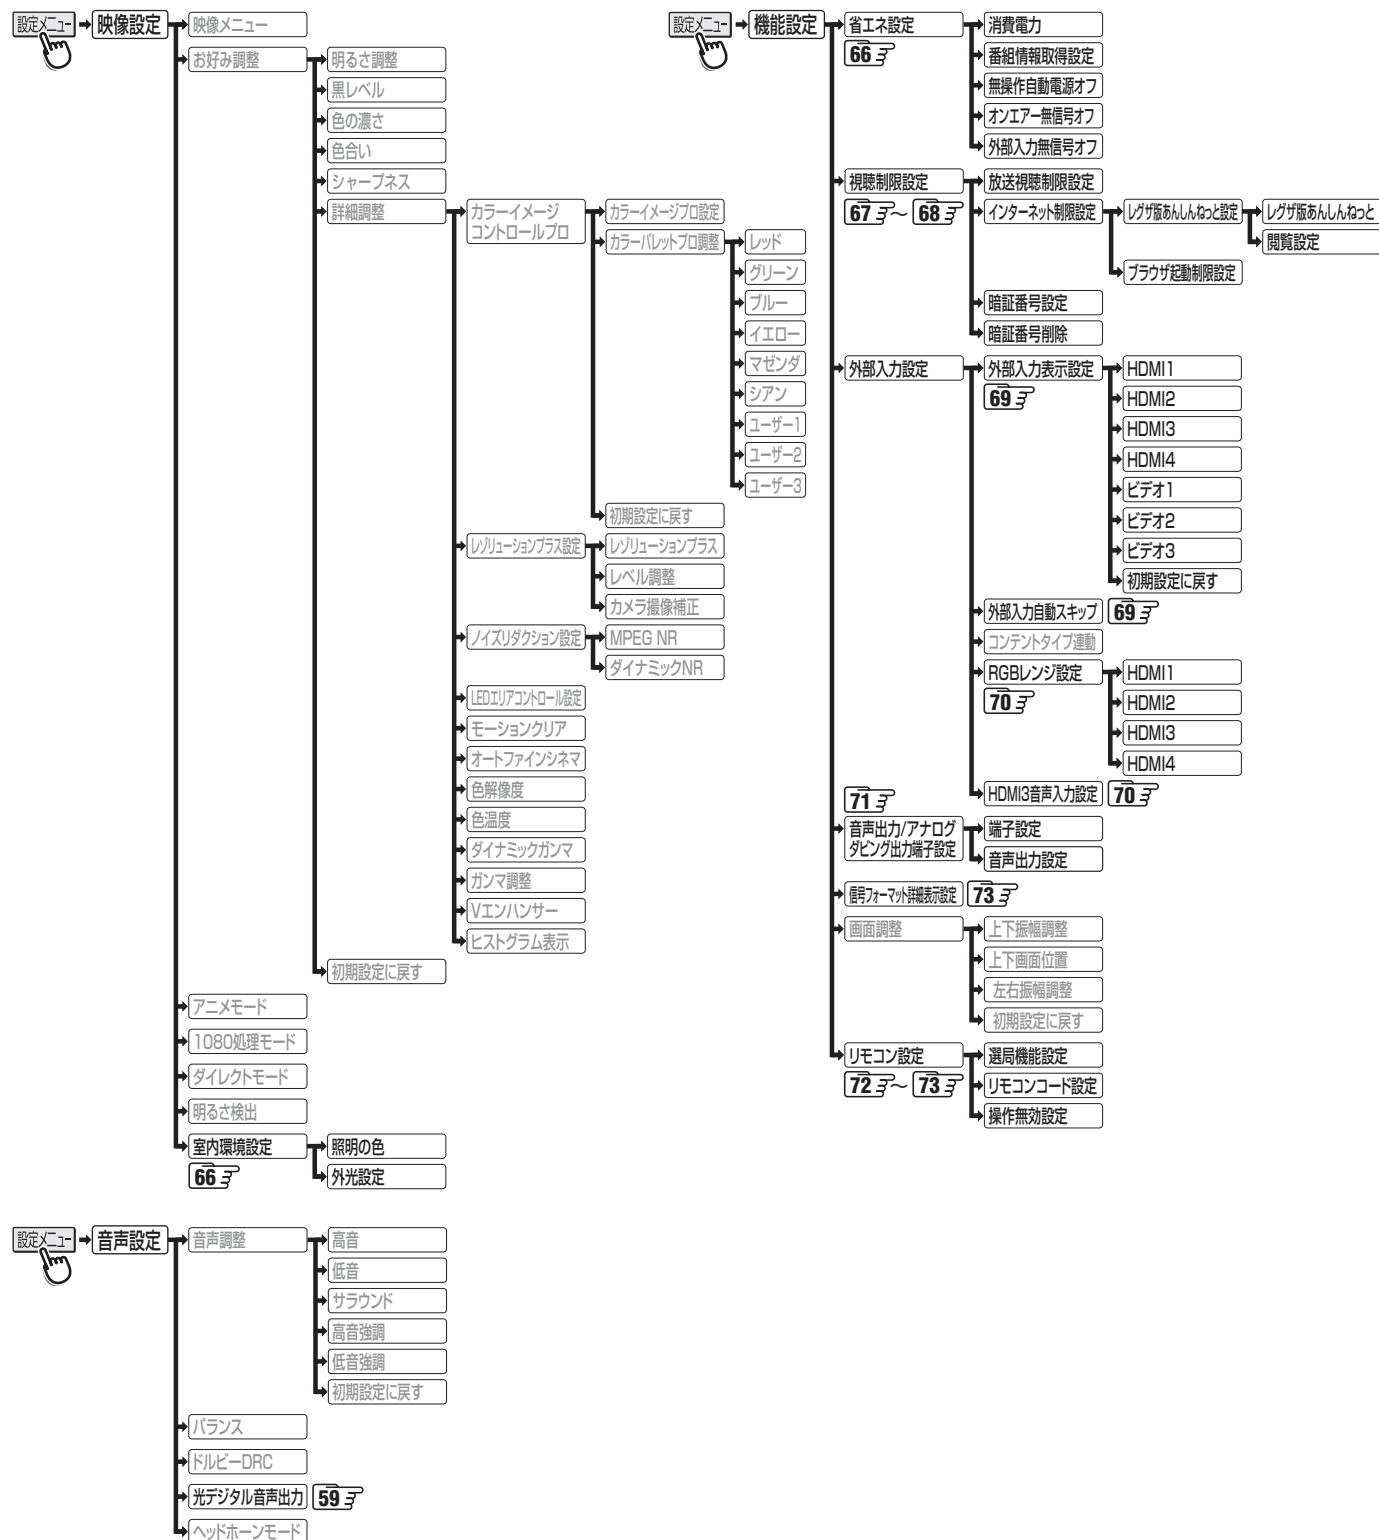 設定メニュー
映像設定
映像メニュー
お好み調整
明るさ調整
黒レベル
色の濃さ
色合い
シャープネス
詳細調整
カラーイメージ
コントロールプロ
カラーイメージプロ設定
カラーパレットプロ調整
レッド
グリーン
ブルー
イエロー
マゼンダ
シアン
ユーザー1
ユーザー2
ユーザー3
初期設定に戻す
レゾリューションプラス設定
レゾリューションプラス
レベル調整
カメラ撮像補正
ノイズリダクション設定
MPEG NR
ダイナミックNR
LEDエリアコントロール設定
モーションクリア
オートファインシネマ
色解像度
色温度
ダイナミックガンマ
ガンマ調整
Vエンハンサー
ヒストグラム表示
初期設定に戻す
アニメモード
1080処理モード
ダイレクトモード
明るさ検出
室内環境設定
66
照明の色
外光設定
設定メニュー
音声設定
音声調整
高音
低音
サラウンド
高音強調
低音強調
初期設定に戻す
バランス
ドルビーDRC
光デジタル音声出力
59
ヘッドホーンモード
設定メニュー
機能設定
省エネ設定
66
消費電力
番組情報取得設定
無操作自動電源オフ
オンエアー無信号オフ
外部入力無信号オフ
視聴制限設定
67 ～ 68
放送視聴制限設定
インターネット制限設定
レグザ版あんしんねっと設定
レグザ版あんしんねっと
閲覧設定
ブラウザ起動制限設定
暗証番号設定
暗証番号削除
外部入力設定
外部入力表示設定
69
HDMI1
HDMI2
HDMI3
HDMI4
ビデオ1
ビデオ2
ビデオ3
初期設定に戻す
外部入力自動スキップ
69
コンテントタイプ連動
RGBレンジ設定
70
HDMI1
HDMI2
HDMI3
HDMI4
HDMI3音声入力設定
70
71
音声出力/アナログ
ダビング出力端子設定
端子設定
音声出力設定
信号フォーマット詳細表示設定
73
画面調整
上下振幅調整
上下画面位置
左右振幅調整
初期設定に戻す
リモコン設定
72 ～ 73
選局機能設定
リモコンコード設定
操作無効設定